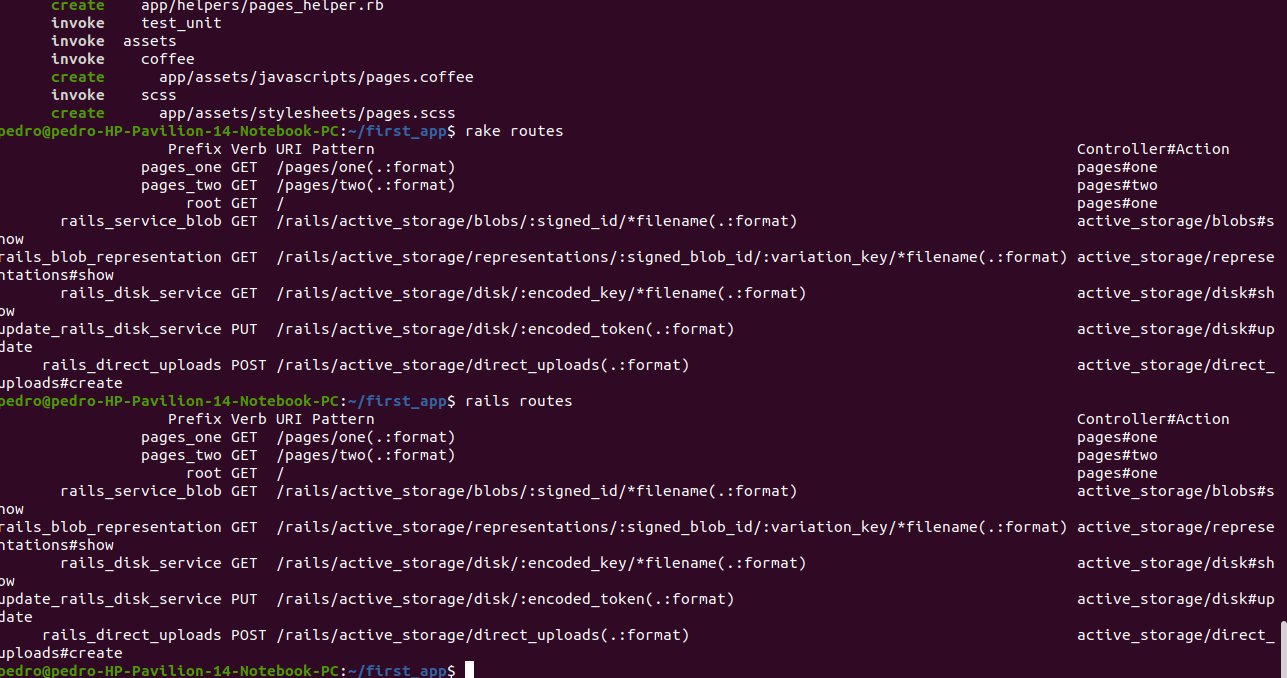 create    app/helpers/pages_helper.rb
invoke    test_unit
invoke  assets
invoke    coffee
create      app/assets/javascripts/pages.coffee
invoke    scss
create      app/assets/stylesheets/pages.scss
pedro@pedro-HP-Pavilion-14-Notebook-PC:~/first_app$ rake routes
Prefix Verb URI Pattern Controller#Action
pages_one GET  /pages/one(.:format) pages#one
pages_two GET  /pages/two(.:format) pages#two
root GET  / pages#one
rails_service_blob GET  /rails/active_storage/blobs/:signed_id/*filename(.:format) active_storage/blobs#s
how
rails_blob_representation GET  /rails/active_storage/representations/:signed_blob_id/:variation_key/*filename(.:format) active_storage/represe
ntations#show
rails_disk_service GET  /rails/active_storage/disk/:encoded_key/*filename(.:format) active_storage/disk#sh
ow
update_rails_disk_service PUT  /rails/active_storage/disk/:encoded_token(.:format) active_storage/disk#up
date
rails_direct_uploads POST /rails/active_storage/direct_uploads(.:format) active_storage/direct_
uploads#create
pedro@pedro-HP-Pavilion-14-Notebook-PC:~/first_app$ rails routes
Prefix Verb URI Pattern Controller#Action
pages_one GET  /pages/one(.:format) pages#one
pages_two GET  /pages/two(.:format) pages#two
root GET  / pages#one
rails_service_blob GET  /rails/active_storage/blobs/:signed_id/*filename(.:format) active_storage/blobs#s
how
rails_blob_representation GET  /rails/active_storage/representations/:signed_blob_id/:variation_key/*filename(.:format) active_storage/represe
ntations#show
rails_disk_service GET  /rails/active_storage/disk/:encoded_key/*filename(.:format) active_storage/disk#sh
ow
update_rails_disk_service PUT  /rails/active_storage/disk/:encoded_token(.:format) active_storage/disk#up
date
rails_direct_uploads POST /rails/active_storage/direct_uploads(.:format) active_storage/direct_
uploads#create
pedro@pedro-HP-Pavilion-14-Notebook-PC:~/first_app$